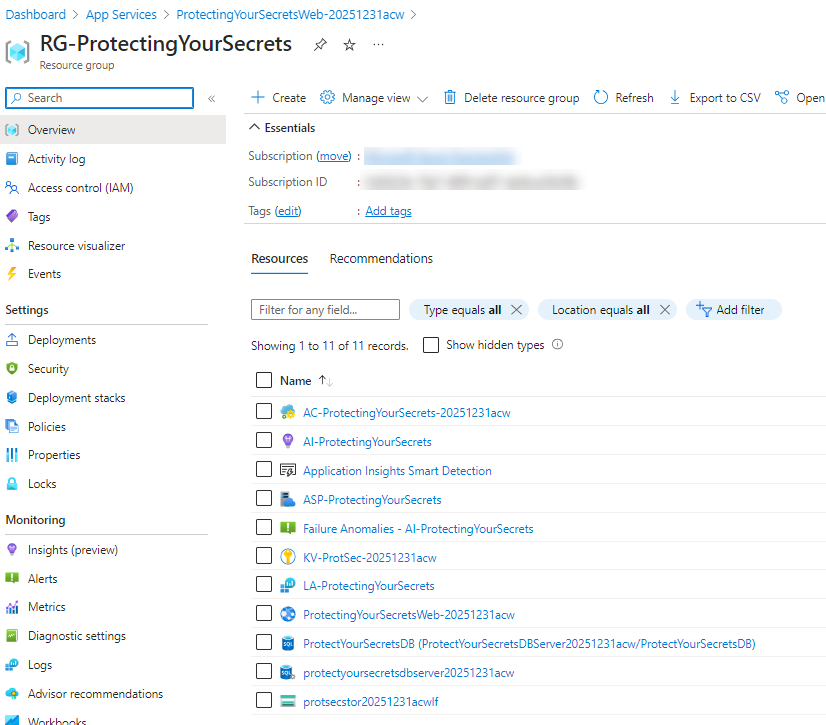 Dashboard > App Services > ProtectingYourSecretsWeb-20251231acw >
RG-ProtectingYourSecrets ...
Resource group
Search «
Create Manage view Delete resource group Refresh Export to CSV Open
Overview
Activity log
Access control (IAM)
Tags
Resource visualizer
Events
Settings
Deployments
Security
Deployment stacks
Policies
Properties
Locks
Monitoring
Insights (preview)
Alerts
Metrics
Diagnostic settings
Logs
Advisor recommendations
Workbooks
Essentials
Subscription (move) :
Subscription ID :
Tags (edit) : Add tags
Resources Recommendations
Filter for any field... Type equals all Location equals all Add filter
Showing 1 to 11 of 11 records. Show hidden types
Name ↑↓
AC-ProtectingYourSecrets-20251231acw
AI-ProtectingYourSecrets
Application Insights Smart Detection
ASP-ProtectingYourSecrets
Failure Anomalies - AI-ProtectingYourSecrets
KV-ProtSec-20251231acw
LA-ProtectingYourSecrets
ProtectingYourSecretsWeb-20251231acw
ProtectYourSecretsDB (ProtectYourSecretsDBServer20251231acw/ProtectYourSecretsDB)
protectyoursecretsdbserver20251231acw
protsecstor20251231acwlf